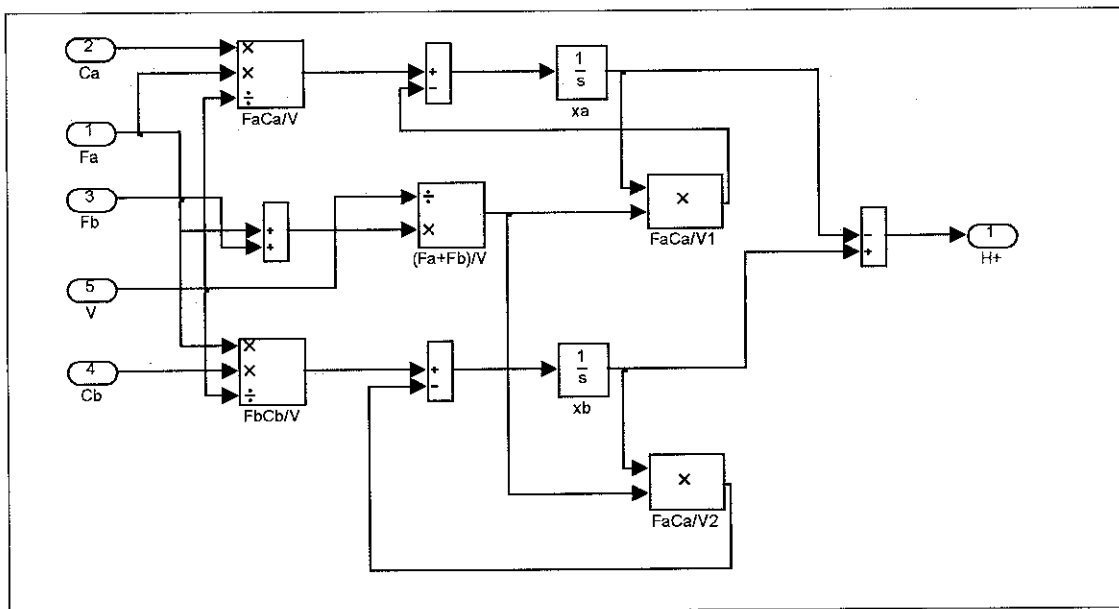 2
Ca
×
×
÷
FaCa/V
+
−
1
s
xa
1
Fa
3
Fb
+
+
÷
×
(Fa+Fb)/V
×
FaCa/V1
−
+
1
H+
5
V
4
Cb
×
×
÷
FbCb/V
+
−
1
s
xb
×
FaCa/V2